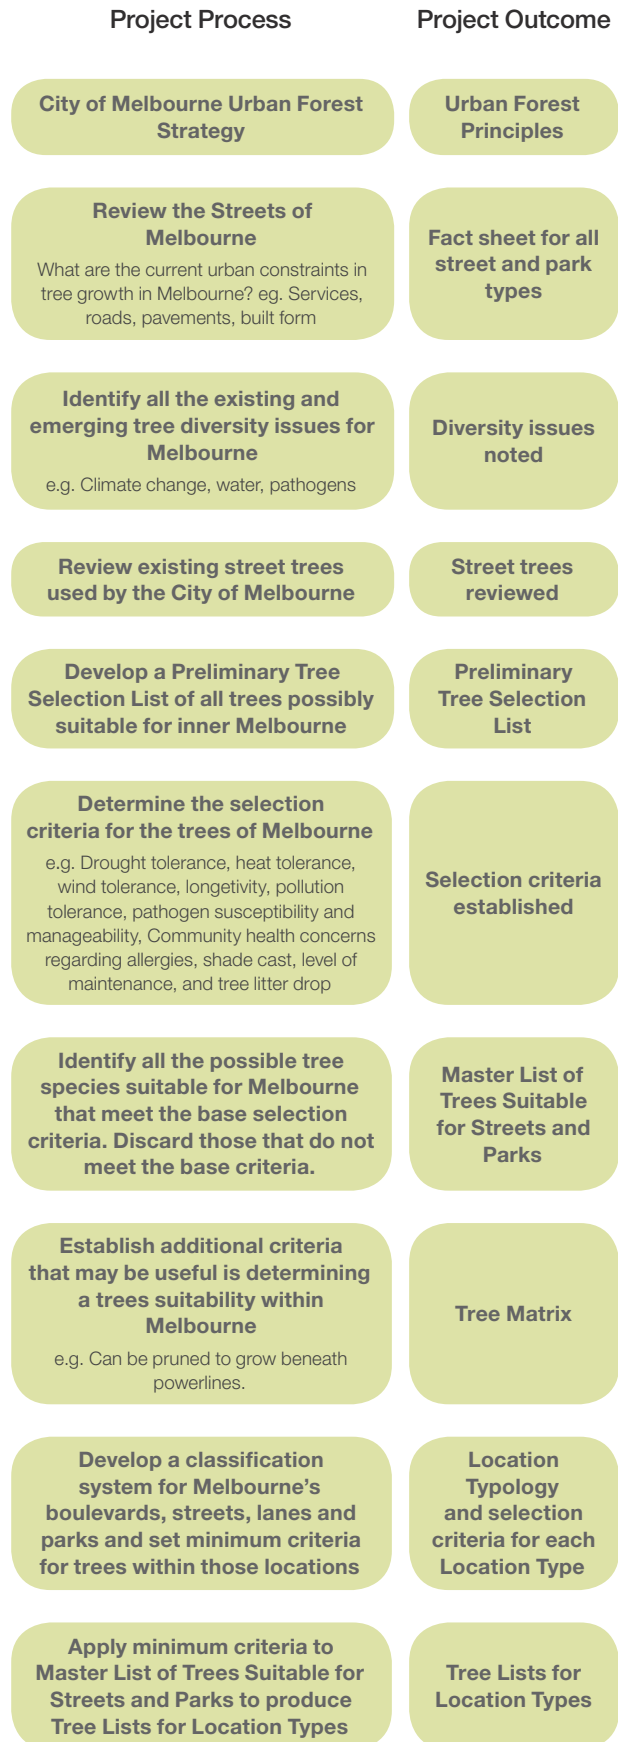 Project Process
Project Outcome
City of Melbourne Urban Forest
Strategy
Urban Forest
Principles
Review the Streets of
Melbourne
What are the current urban constraints in
tree growth in Melbourne? eg. Services,
roads, pavements, built form
Fact sheet for all
street and park
types
Identify all the existing and
emerging tree diversity issues for
Melbourne
e.g. Climate change, water, pathogens
Diversity issues
noted
Review existing street trees
used by the City of Melbourne
Street trees
reviewed
Develop a Preliminary Tree
Selection List of all trees possibly
suitable for inner Melbourne
Preliminary
Tree Selection
List
Determine the selection
criteria for the trees of Melbourne
e.g. Drought tolerance, heat tolerance,
wind tolerance, longetivity, pollution
tolerance, pathogen susceptibility and
manageability, Community health concerns
regarding allergies, shade cast, level of
maintenance, and tree litter drop
Selection criteria
established
Identify all the possible tree
species suitable for Melbourne
that meet the base selection
criteria. Discard those that do not
meet the base criteria.
Master List of
Trees Suitable
for Streets and
Parks
Establish additional criteria
that may be useful is determining
a trees suitability within
Melbourne
e.g. Can be pruned to grow beneath
powerlines.
Tree Matrix
Develop a classification
system for Melbourne's
boulevards, streets, lanes and
parks and set minimum criteria
for trees within those locations
Location
Typology
and selection
criteria for each
Location Type
Apply minimum criteria to
Master List of Trees Suitable for
Streets and Parks to produce
Tree Lists for Location Types
Tree Lists for
Location Types